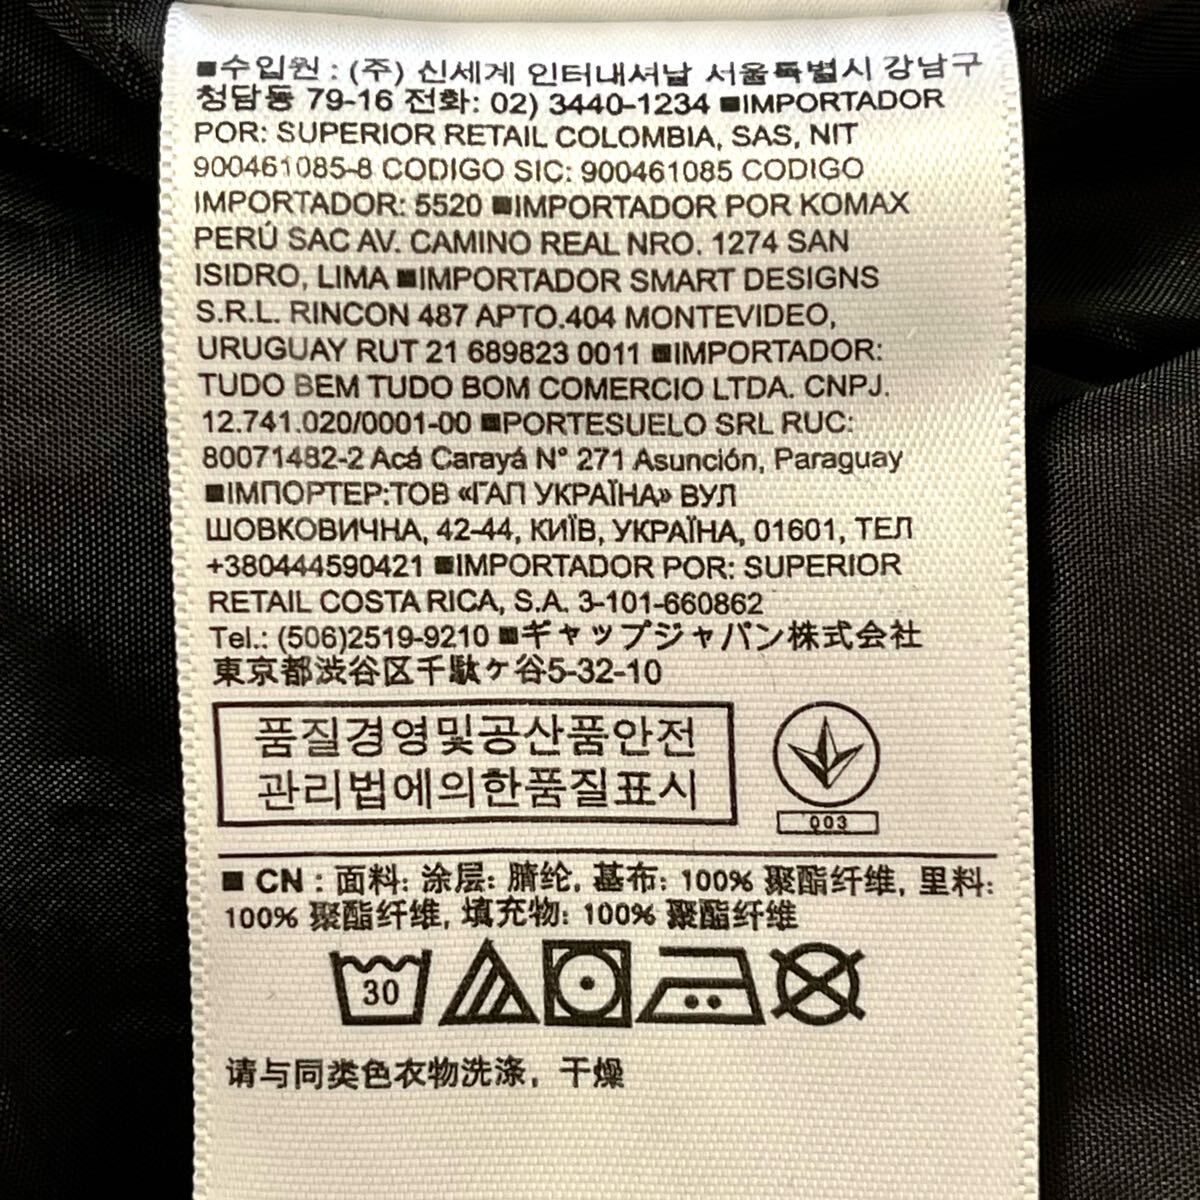 ■수입원 : (주) 신세계 인터내셔날 서울특별시 강남구
청담동 79-16 전화: 02) 3440-1234 ■IMPORTADOR
POR: SUPERIOR RETAIL COLOMBIA, SAS, NIT
900461085-8 CODIGO SIC: 900461085 CODIGO
IMPORTADOR: 5520 ■IMPORTADOR POR KOMAX
PERÚ SAC AV. CAMINO REAL NRO. 1274 SAN
ISIDRO, LIMA ■IMPORTADOR SMART DESIGNS
S.R.L. RINCON 487 APTO.404 MONTEVIDEO,
URUGUAY RUT 21 689823 0011 ■IMPORTADOR:
TUDO BEM TUDO BOM COMERCIO LTDA. CNPJ.
12.741.020/0001-00 ■PORTESUELO SRL RUC:
80071482-2 Acá Carayá N° 271 Asunción, Paraguay
■ІМПОРТЕР:ТОВ «ГАП УКРАЇНА» ВУЛ
ШОВКОВИЧНА, 42-44, КИЇВ, УКРАЇНА, 01601, ТЕЛ
+380444590421 ■IMPORTADOR POR: SUPERIOR
RETAIL COSTA RICA, S.A. 3-101-660862
Tel.: (506)2519-9210 ■ギャップジャパン株式会社
東京都渋谷区千駄ケ谷5-32-10
품질경영및공산품안전
관리법에의한품질표시
003
■ CN : 面料: 涂层: 腈纶, 基布: 100% 聚酯纤维, 里料:
100% 聚酯纤维, 填充物: 100% 聚酯纤维
30
请与同类色衣物洗涤, 干燥